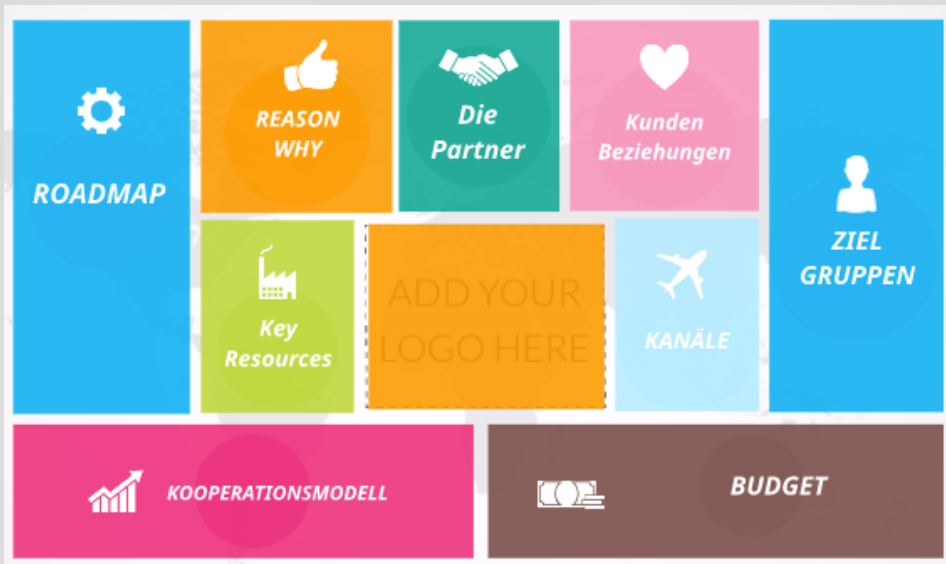 ROADMAP
REASON
WHY
Die
Partner
Kunden
Beziehungen
ZIEL
GRUPPEN
Key
Resources
ADD YOUR
LOGO HERE
KANÄLE
KOOPERATIONSMODELL
BUDGET